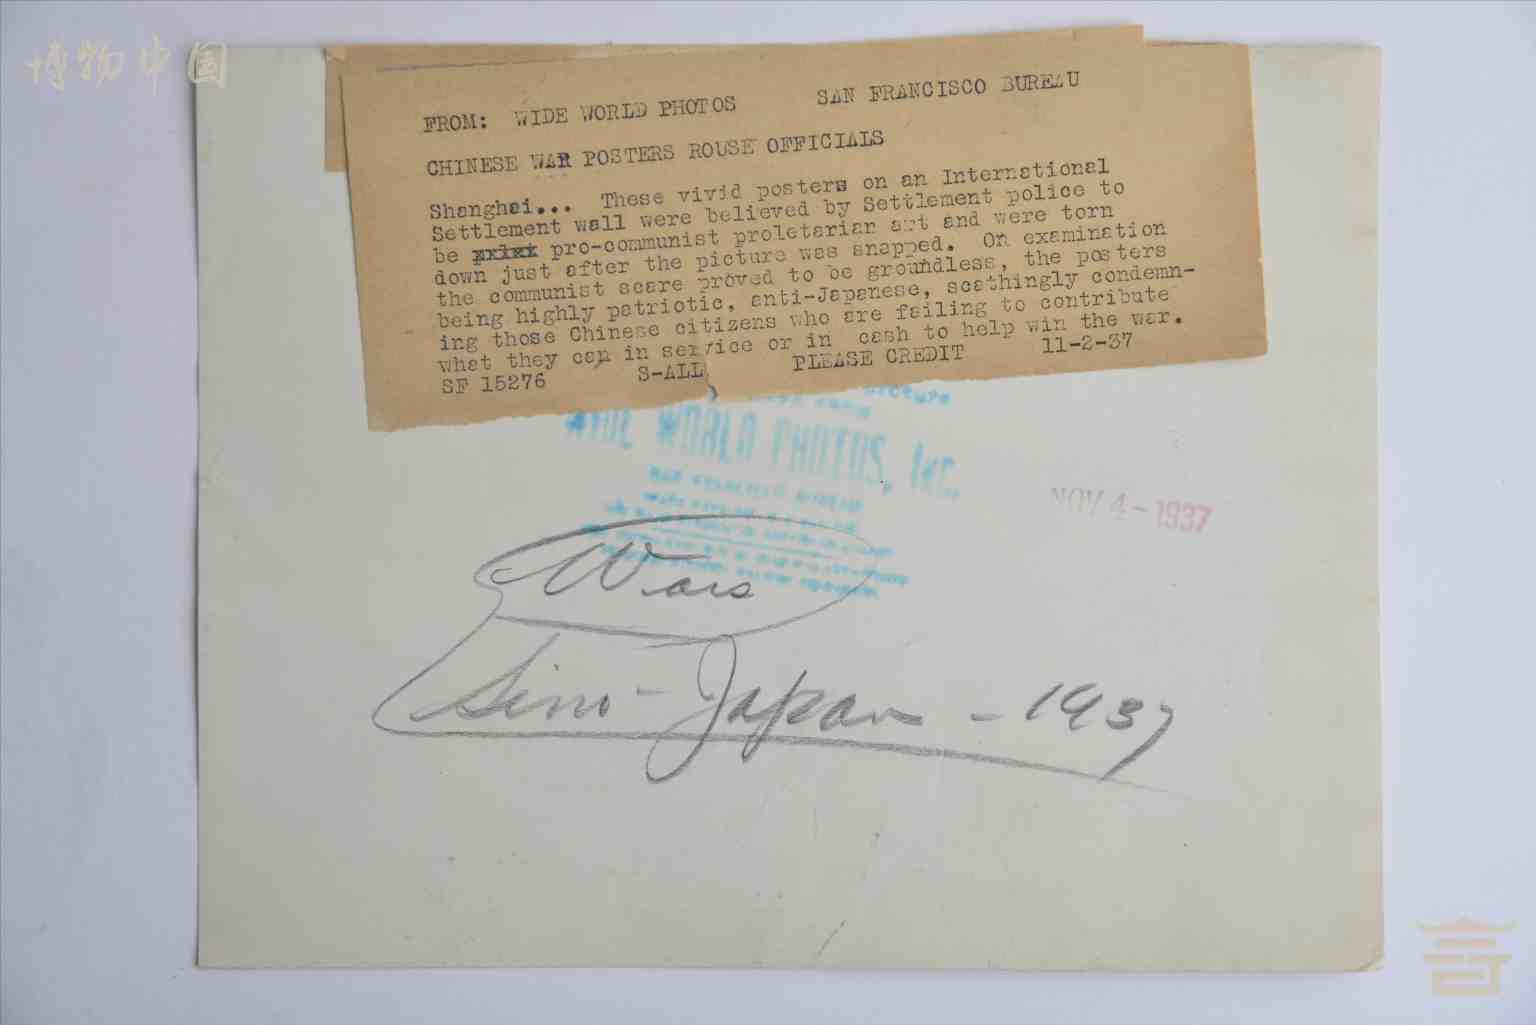 博物中国
FROM: WIDE WORLD PHOTOS SAN FRANCISCO BUREAU
CHINESE WAR POSTERS ROUSE OFFICIALS
Shanghai... These vivid posters on an International
Settlement wall were believed by Settlement police to
be pro-communist proletariar art and were torn
down just after the picture was snapped. On examination
the communist scare proved to be groundless, the posters
being highly patriotic, anti-Japanese, scathingly condemn-
ing those Chinese citizens who are failing to contribute
what they can in service or in cash to help win the war.
SF 15276 S-ALL PLEASE CREDIT 11-2-37
WIDE WORLD PHOTOS, INC.
SAN FRANCISCO BUREAU
NOV 4-1937
Wars
Sino-Japan - 1937